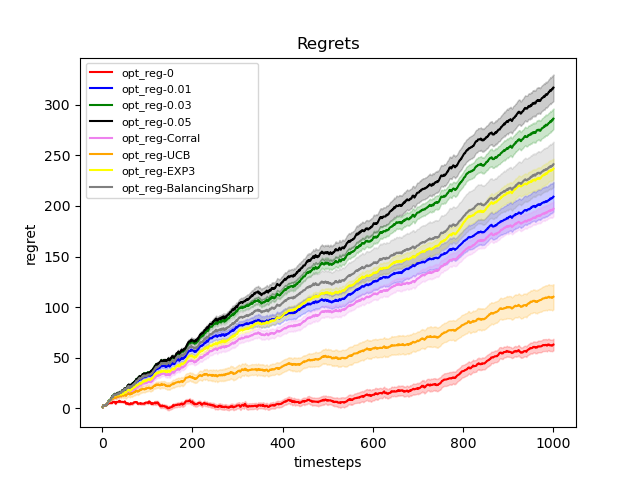 Regrets
opt_reg-0
opt_reg-0.01
opt_reg-0.03
opt_reg-0.05
opt_reg-Corral
opt_reg-UCB
opt_reg-EXP3
opt_reg-BalancingSharp
regret
300
250
200
150
100
50
0
0 200 400 600 800 1000
timesteps